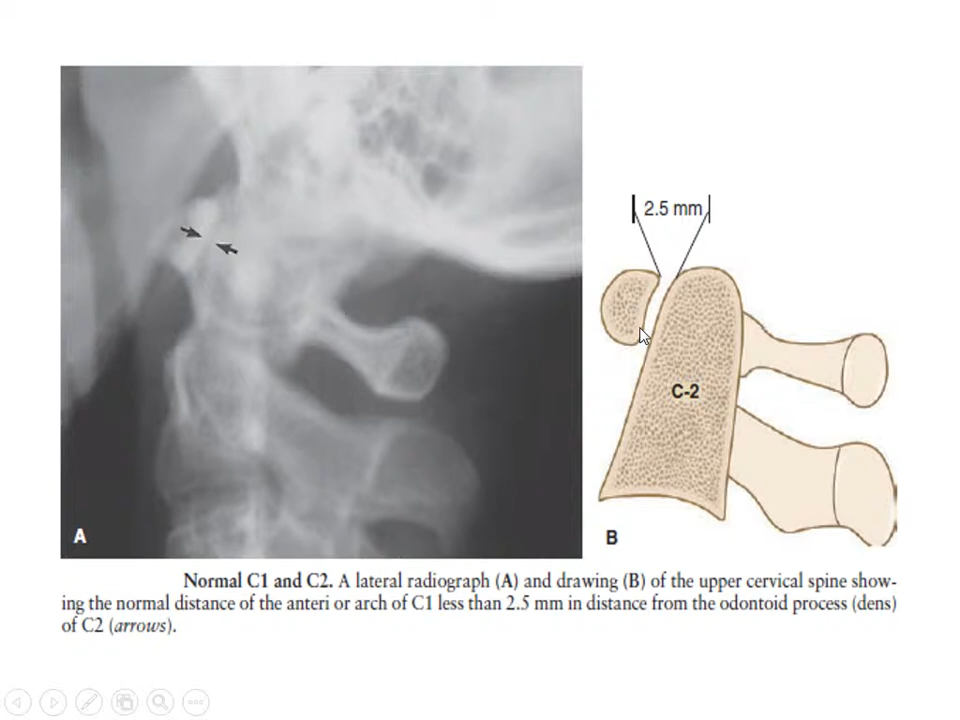 2.5 mm
C-2
A
B
Normal C1 and C2. A lateral radiograph (A) and drawing (B) of the upper cervical spine show-
ing the normal distance of the anteri or arch of C1 less than 2.5 mm in distance from the odontoid process (dens)
of C2 (arrows).